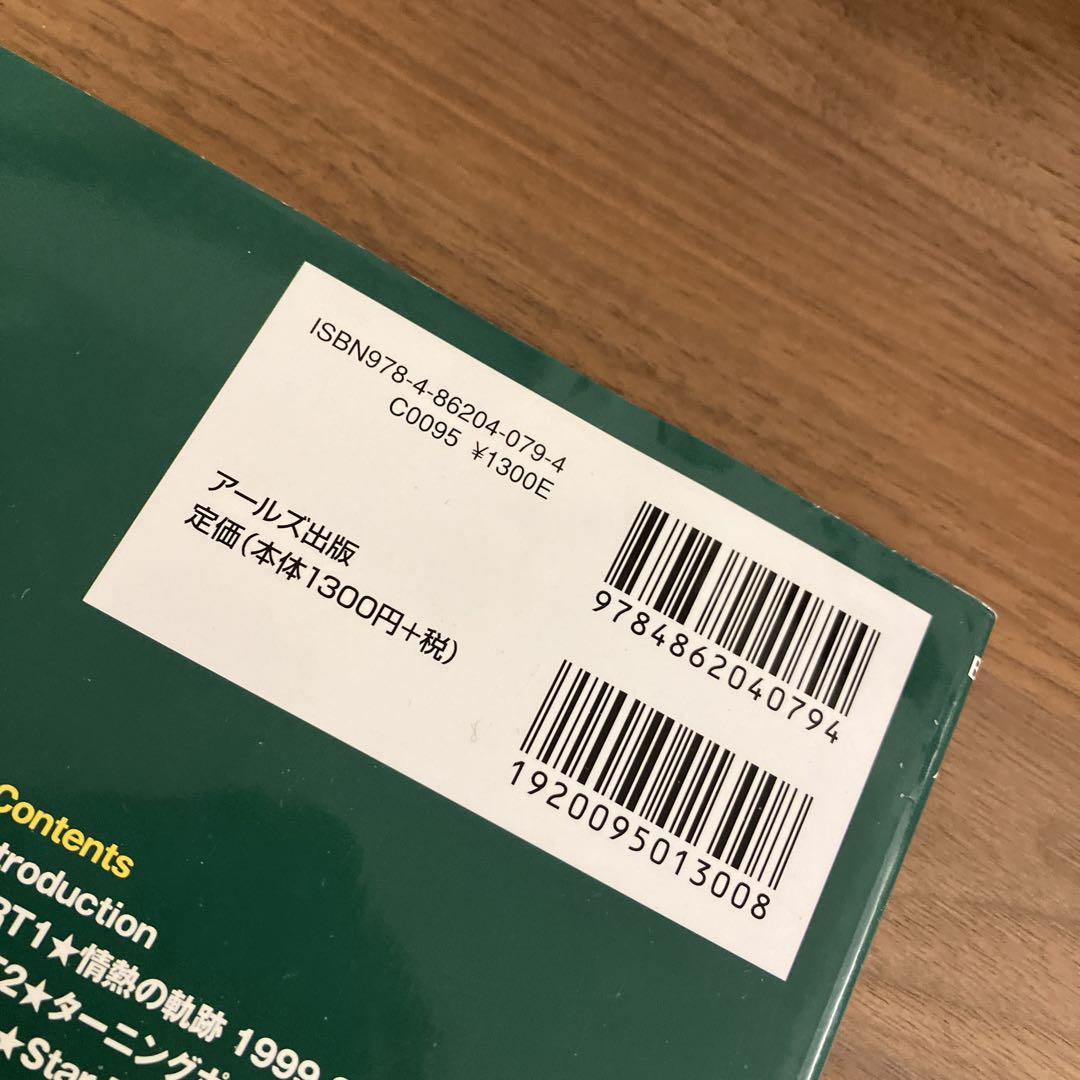 ISBN978-4-86204-079-4
C0095 ¥1300E
アールズ出版
定価(本体1300円+税)
9784862040794
1920095013008
Contents
troduction
RT1★情熱の軌跡 1999
2★ターニングポ
★Star